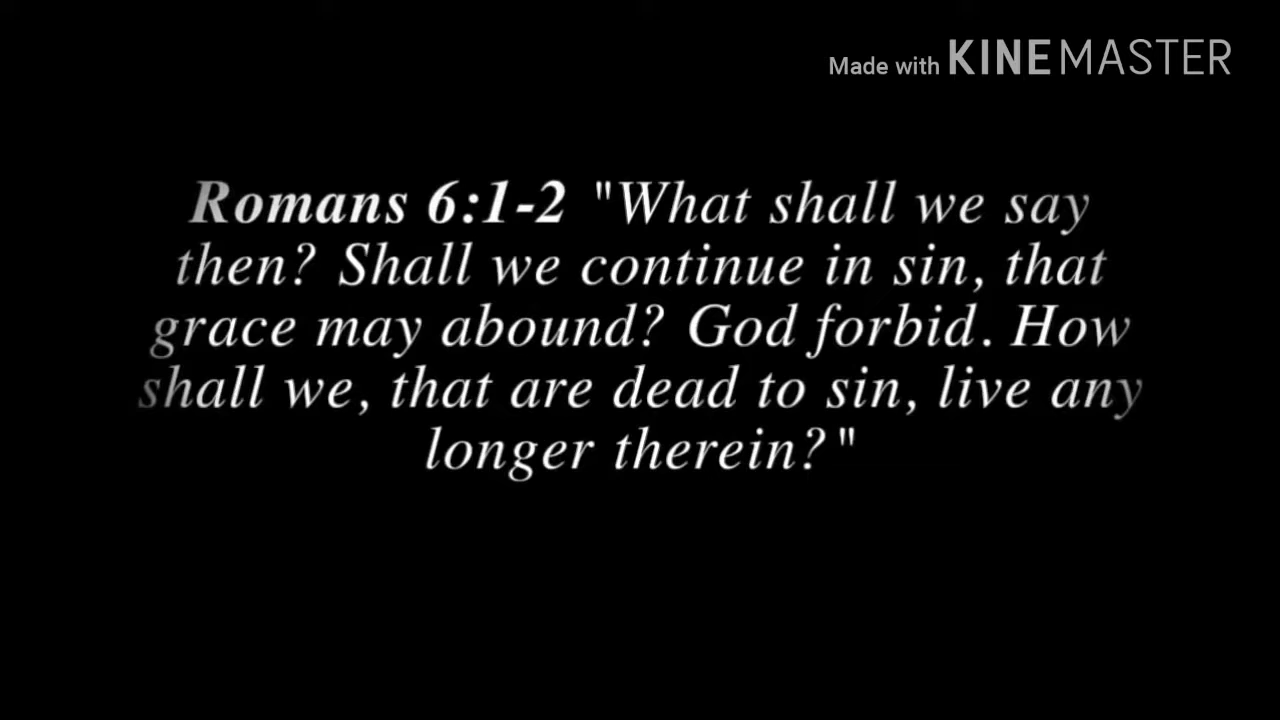 Made with KINEMASTER
Romans 6:1-2 "What shall we say
then? Shall we continue in sin, that
grace may abound? God forbid. How
shall we, that are dead to sin, live any
longer therein?"